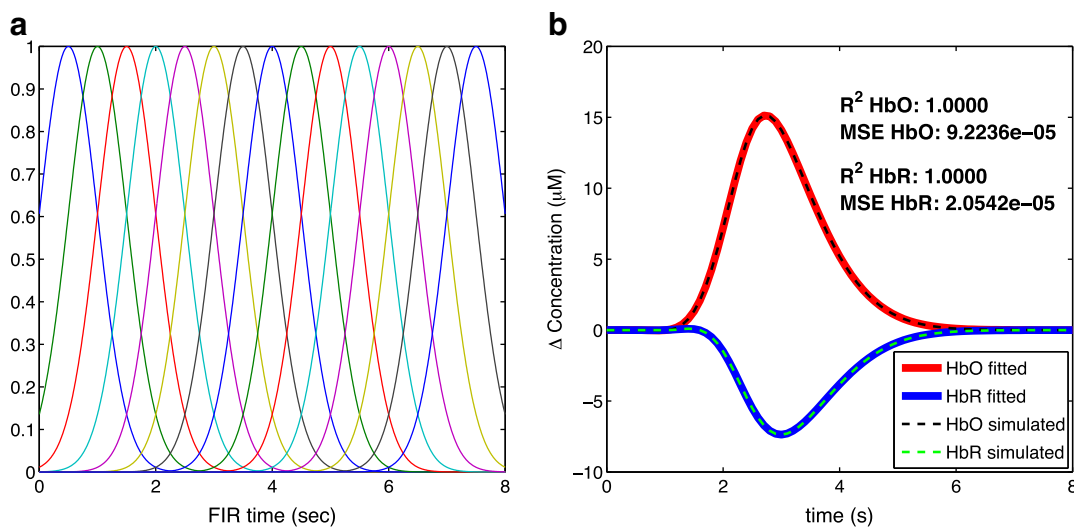 a
1
0.9
0.8
0.7
0.6
0.5
0.4
0.3
0.2
0.1
0
0 2 4 6 8
FIR time (sec)
b
20
15
10
5
0
−5
−10
Δ Concentration (μM)
R² HbO: 1.0000
MSE HbO: 9.2236e−05
R² HbR: 1.0000
MSE HbR: 2.0542e−05
HbO fitted
HbR fitted
HbO simulated
HbR simulated
0 2 4 6 8
time (s)